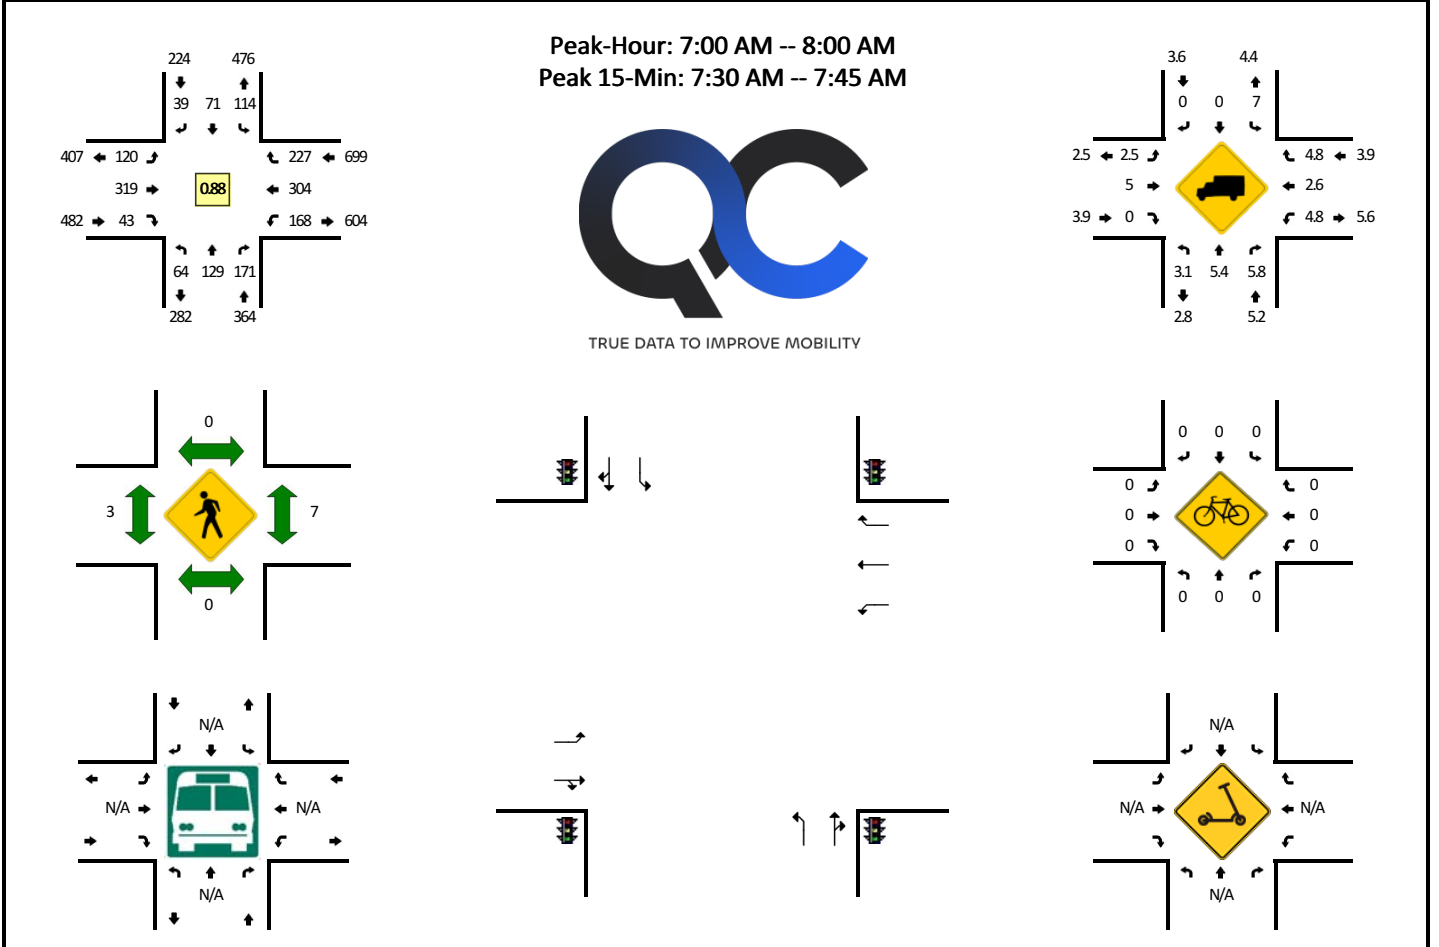 Peak-Hour: 7:00 AM -- 8:00 AM
Peak 15-Min: 7:30 AM -- 7:45 AM
224 476
39 71 114
407 120 227 699
319 0.88 304
482 43 168 604
64 129 171
282 364
TRUE DATA TO IMPROVE MOBILITY
3.6 4.4
0 0 7
2.5 2.5 4.8 3.9
5 2.6
3.9 0 4.8 5.6
3.1 5.4 5.8
2.8 5.2
0
3 7
0
0 0 0
0 0
0 0
0 0
0 0 0
N/A
N/A N/A
N/A
N/A
N/A N/A
N/A